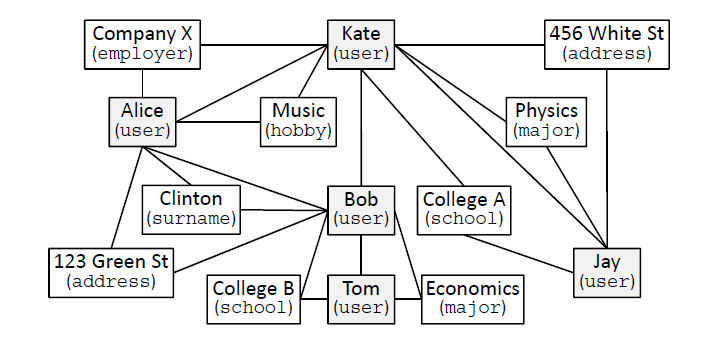 Company X
(employer)
Kate
(user)
456 White St
(address)
Alice
(user)
Music
(hobby)
Physics
(major)
Clinton
(surname)
Bob
(user)
College A
(school)
123 Green St
(address)
College B
(school)
Tom
(user)
Economics
(major)
Jay
(user)